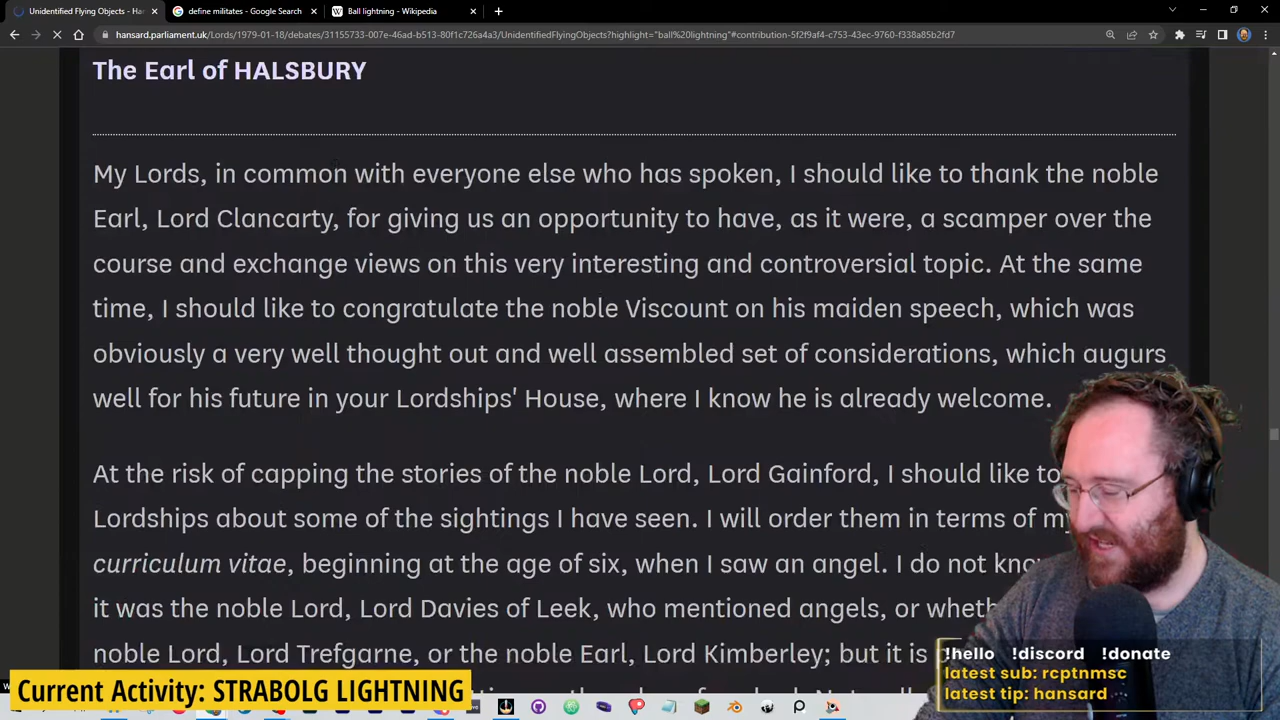 Unidentified Flying Objects - Hans
define militates - Google Search
Ball lightning - Wikipedia
hansard.parliament.uk/Lords/1979-01-18/debates/31155733-007e-46ad-b513-80f1c726a4a3/UnidentifiedFlyingObjects?highlight="ball%20lightning"#contribution-5f2f9af4-c753-43ec-9760-f338a85b2fd7
The Earl of HALSBURY
My Lords, in common with everyone else who has spoken, I should like to thank the noble
Earl, Lord Clancarty, for giving us an opportunity to have, as it were, a scamper over the
course and exchange views on this very interesting and controversial topic. At the same
time, I should like to congratulate the noble Viscount on his maiden speech, which was
obviously a very well thought out and well assembled set of considerations, which augurs
well for his future in your Lordships' House, where I know he is already welcome.
At the risk of capping the stories of the noble Lord, Lord Gainford, I should like to
Lordships about some of the sightings I have seen. I will order them in terms of my
curriculum vitae, beginning at the age of six, when I saw an angel. I do not know
it was the noble Lord, Lord Davies of Leek, who mentioned angels, or wheth
noble Lord, Lord Trefgarne, or the noble Earl, Lord Kimberley; but it is
!hello !discord !donate
latest sub: rcptnmsc
latest tip: hansard
Current Activity: STRABOLG LIGHTNING